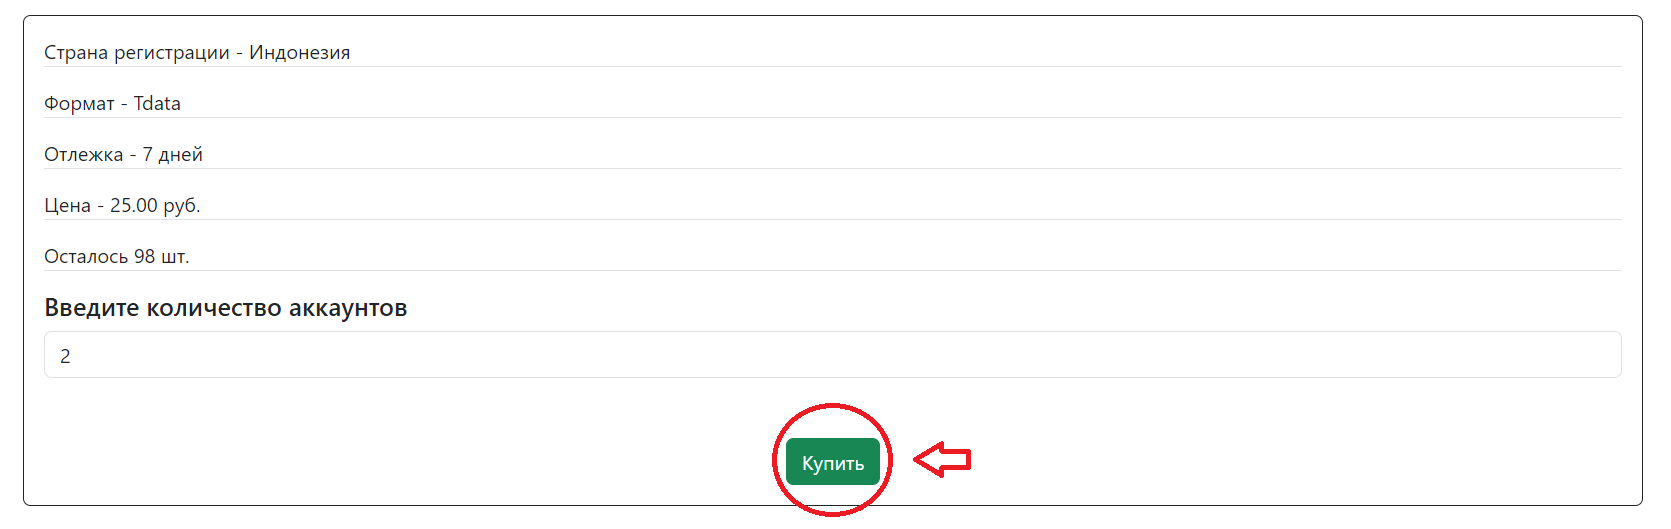 Страна регистрации - Индонезия
Формат - Tdata
Отлежка - 7 дней
Цена - 25.00 руб.
Осталось 98 шт.
Введите количество аккаунтов
2
Купить